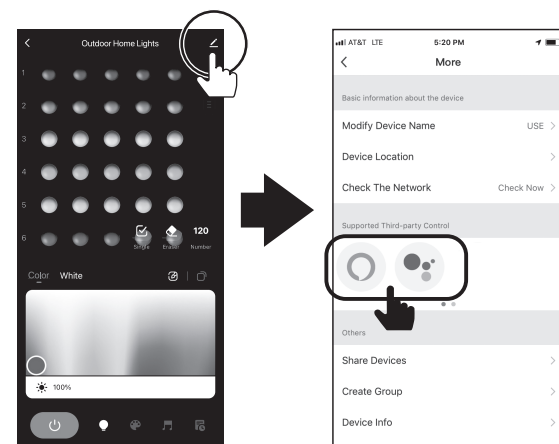 Outdoor Home Lights
1
2
3
4
5
6
Single Eraser
120
Number
Color White
100%
AT&T LTE 5:20 PM
More
Basic information about the device
Modify Device Name USE
Device Location
Check The Network Check Now
Supported Third-party Control
Others
Share Devices
Create Group
Device Info